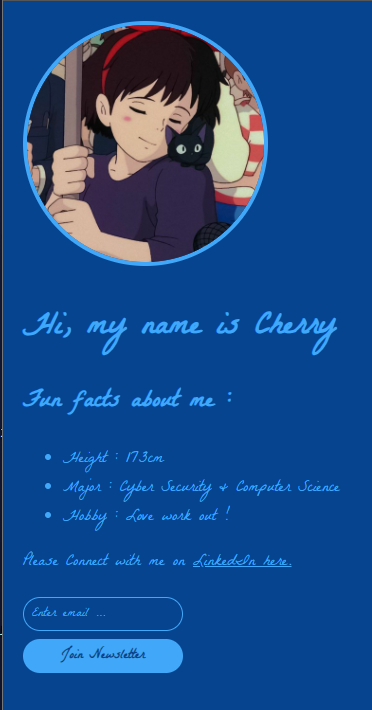 Hi, my name is Cherry
Fun facts about me :
Height : 173cm
Major : Cyber Security & Computer Science
Hobby : Love work out !
Please Connect with me on LinkedIn here.
Enter email ...
Join Newsletter